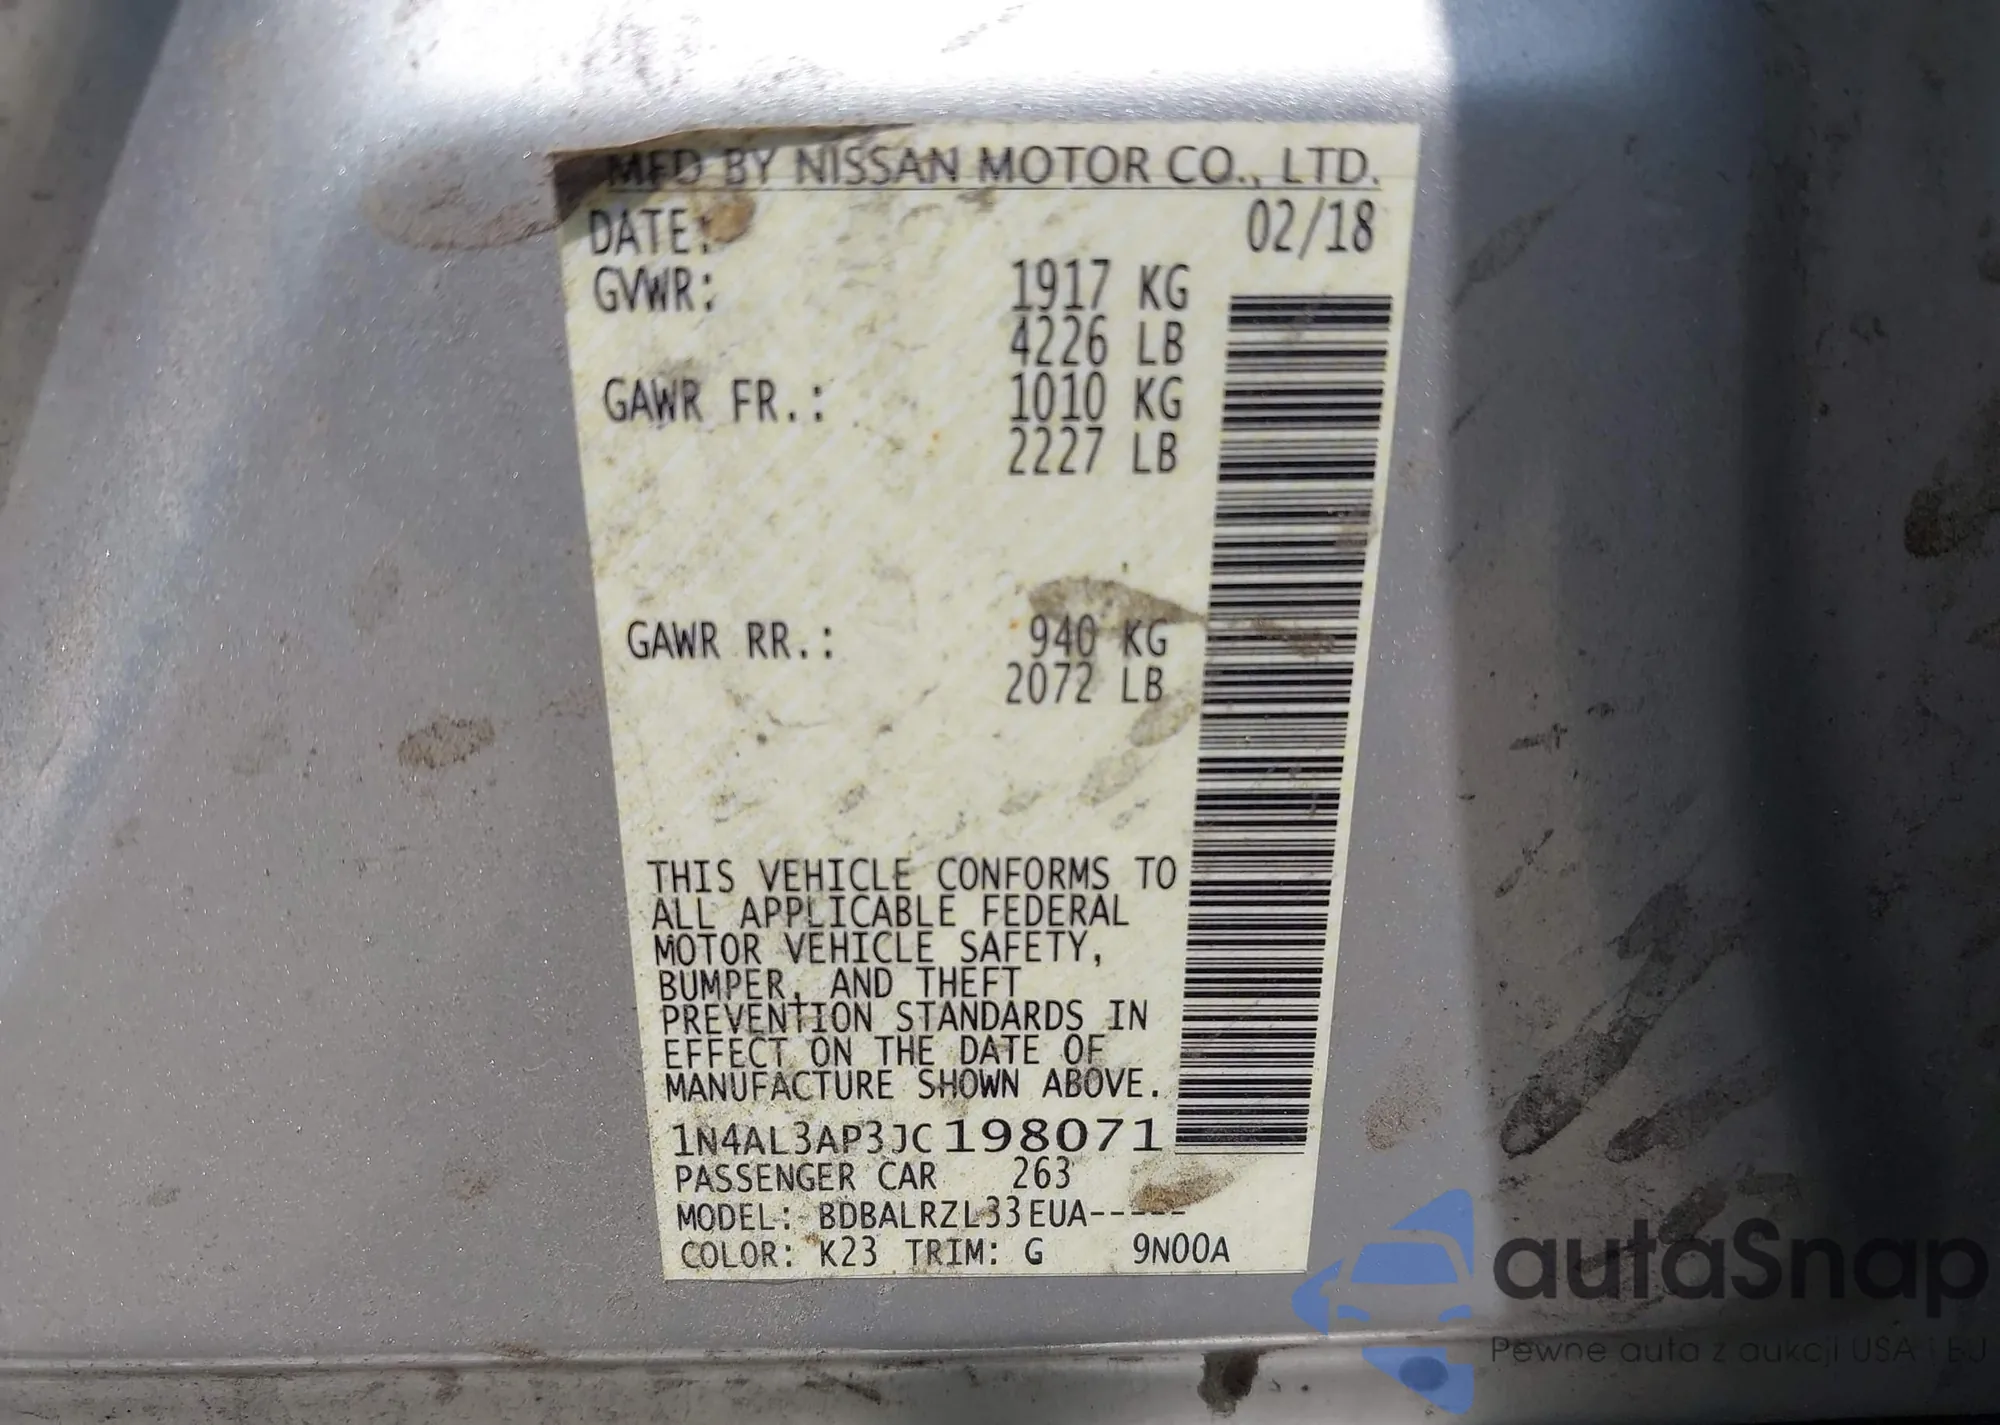 MFD BY NISSAN MOTOR CO., LTD.
DATE: 02/18
GVWR: 1917 KG
4226 LB
GAWR FR.: 1010 KG
2227 LB
GAWR RR.: 940 KG
2072 LB
THIS VEHICLE CONFORMS TO
ALL APPLICABLE FEDERAL
MOTOR VEHICLE SAFETY,
BUMPER, AND THEFT
PREVENTION STANDARDS IN
EFFECT ON THE DATE OF
MANUFACTURE SHOWN ABOVE.
1N4AL3AP3JC198071
PASSENGER CAR 263
MODEL: BDBALRZL33EUA-----
COLOR: K23 TRIM: G 9N00A
autaSnap
Pewne auta z aukcji USA i EU